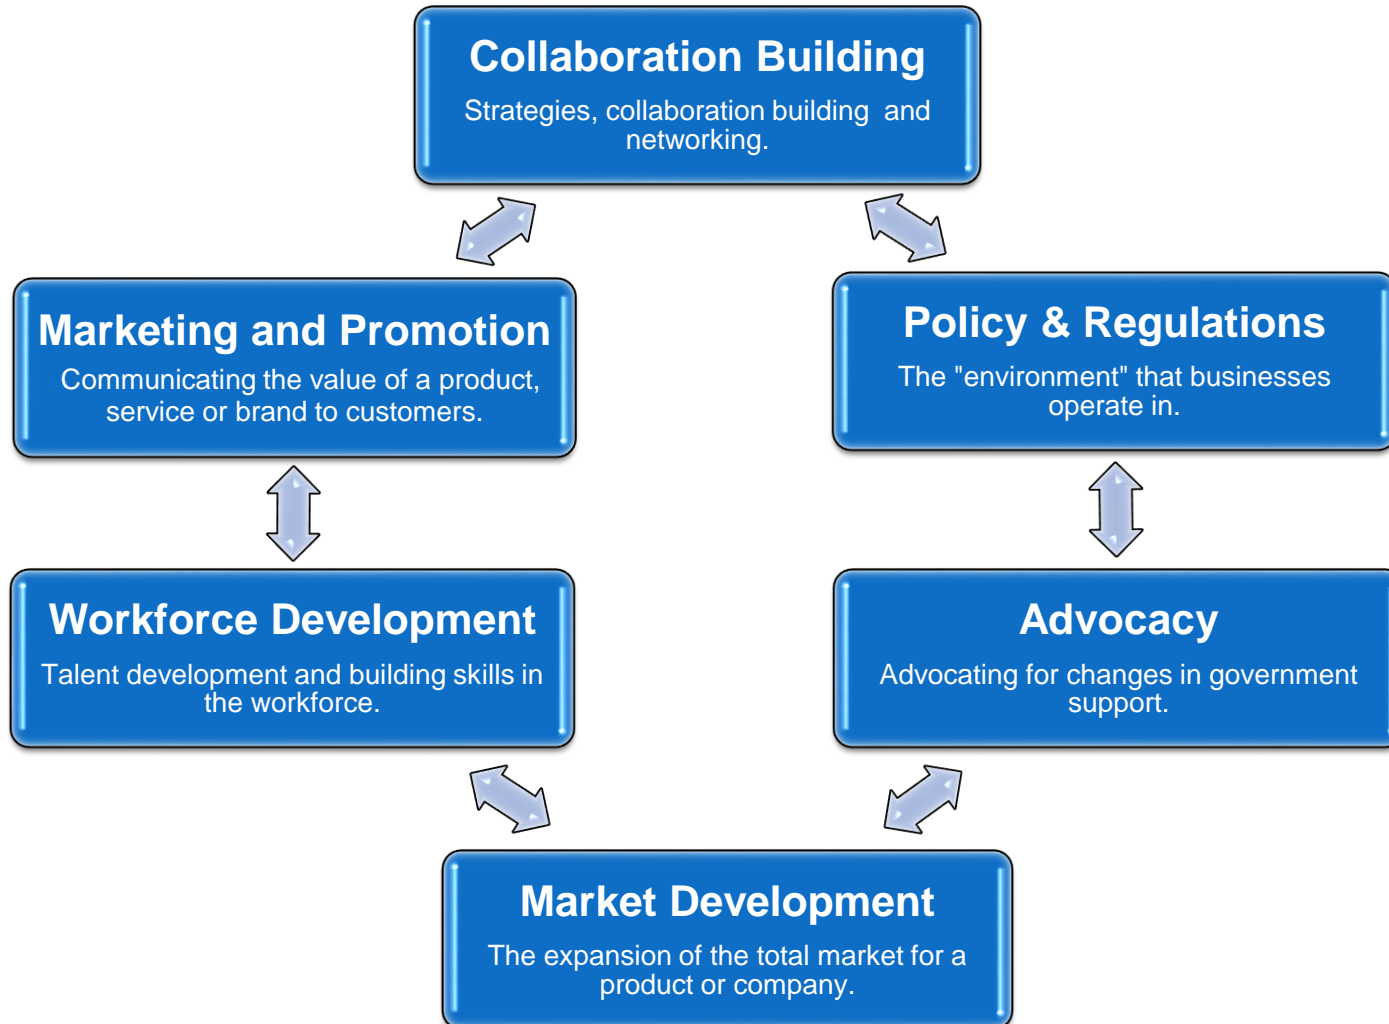 Collaboration Building
Strategies, collaboration building and
networking.
Marketing and Promotion
Communicating the value of a product,
service or brand to customers.
Policy & Regulations
The "environment" that businesses
operate in.
Workforce Development
Talent development and building skills in
the workforce.
Advocacy
Advocating for changes in government
support.
Market Development
The expansion of the total market for a
product or company.